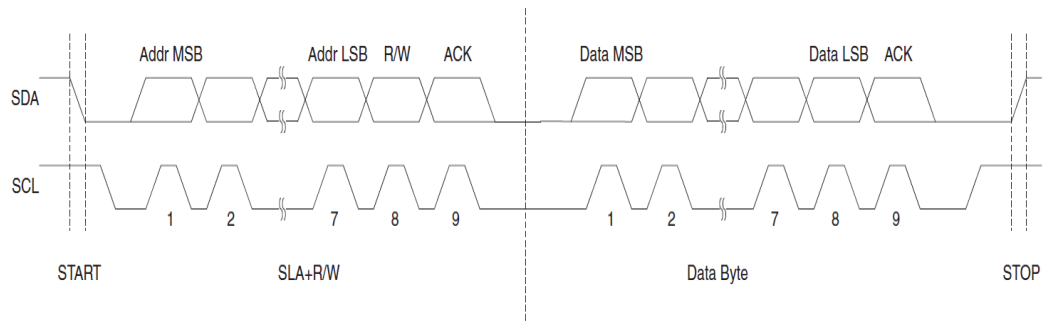 Addr MSB Addr LSB R/W ACK Data MSB Data LSB ACK
SDA
SCL
1 2 7 8 9 1 2 7 8 9
START SLA+R/W Data Byte STOP